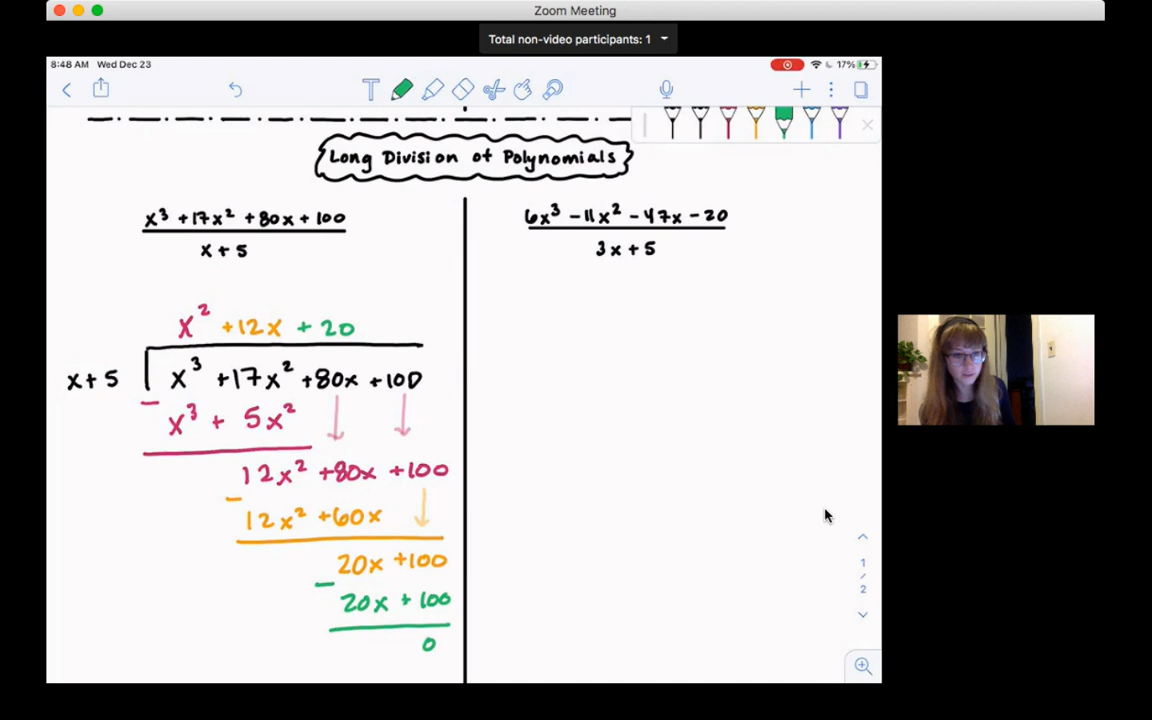 Zoom Meeting
Total non-video participants: 1
8:48 AM Wed Dec 23
17%
T
Long Division of Polynomials
x³ + 17x² + 80x + 100
x + 5
6x³ - 11x² - 47x - 20
3x + 5
x² + 12x + 20
x + 5 x³ + 17x² + 80x + 100
- x³ + 5x²
12x² + 80x + 100
- 12x² + 60x
20x + 100
- 20x + 100
0
1
/
2